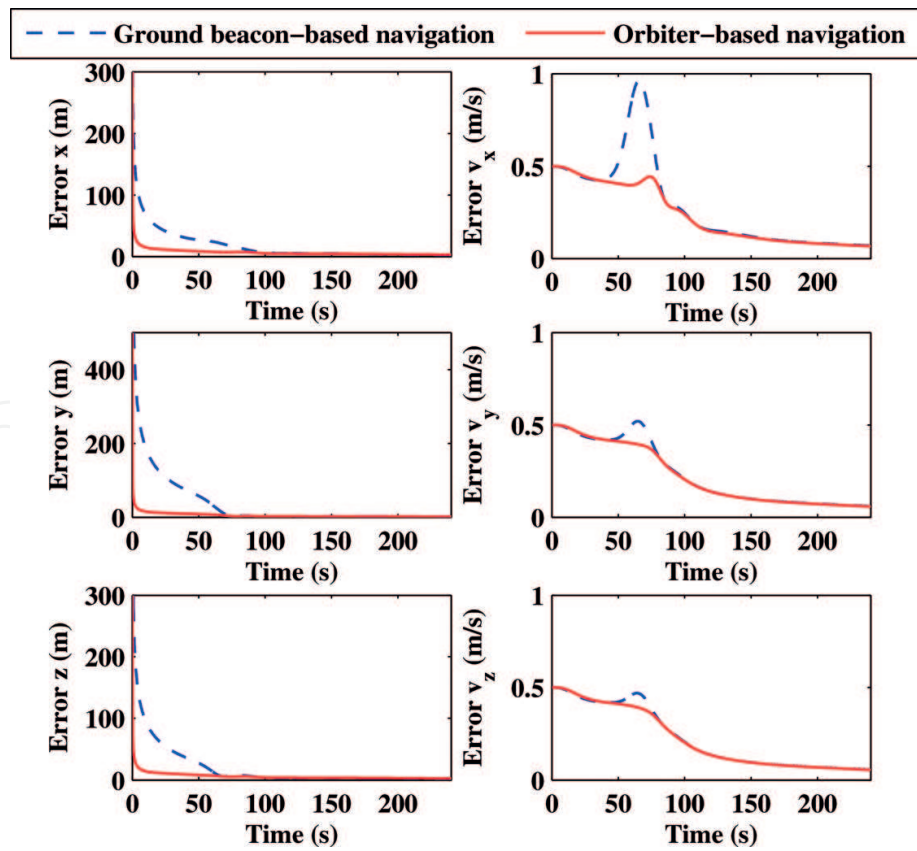 Ground beacon-based navigation Orbiter-based navigation
300
200
100
0
Error x (m)
0 50 100 150 200
Time (s)
1
0.5
0
Error v_x (m/s)
0 50 100 150 200
Time (s)
400
200
0
Error y (m)
0 50 100 150 200
Time (s)
1
0.5
0
Error v_y (m/s)
0 50 100 150 200
Time (s)
300
200
100
0
Error z (m)
0 50 100 150 200
Time (s)
1
0.5
0
Error v_z (m/s)
0 50 100 150 200
Time (s)